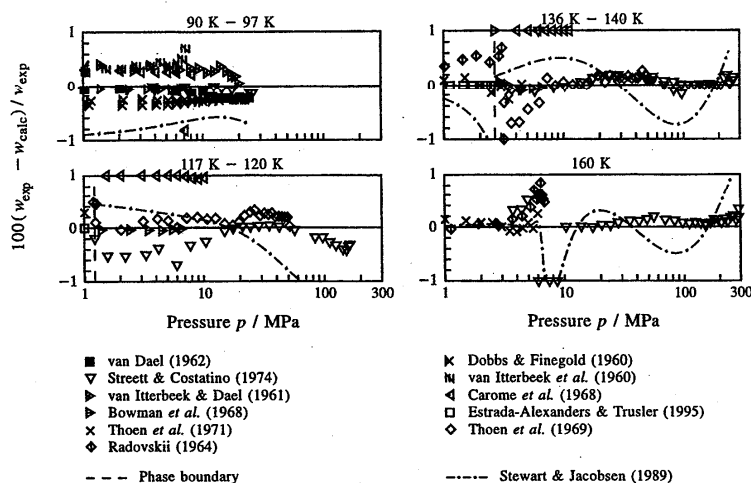 90 K − 97 K
136 K − 140 K
1
0
−1
1
0
−1
100(w_exp − w_calc) / w_exp
117 K − 120 K
160 K
1
0
−1
1
0
−1
1 10 100 300
1 10 100 300
Pressure p / MPa
Pressure p / MPa
van Dael (1962)
Streett & Costatino (1974)
van Itterbeek & Dael (1961)
Bowman et al. (1968)
Thoen et al. (1971)
Radovskii (1964)
Phase boundary
Dobbs & Finegold (1960)
van Itterbeek et al. (1960)
Carome et al. (1968)
Estrada-Alexanders & Trusler (1995)
Thoen et al. (1969)
Stewart & Jacobsen (1989)